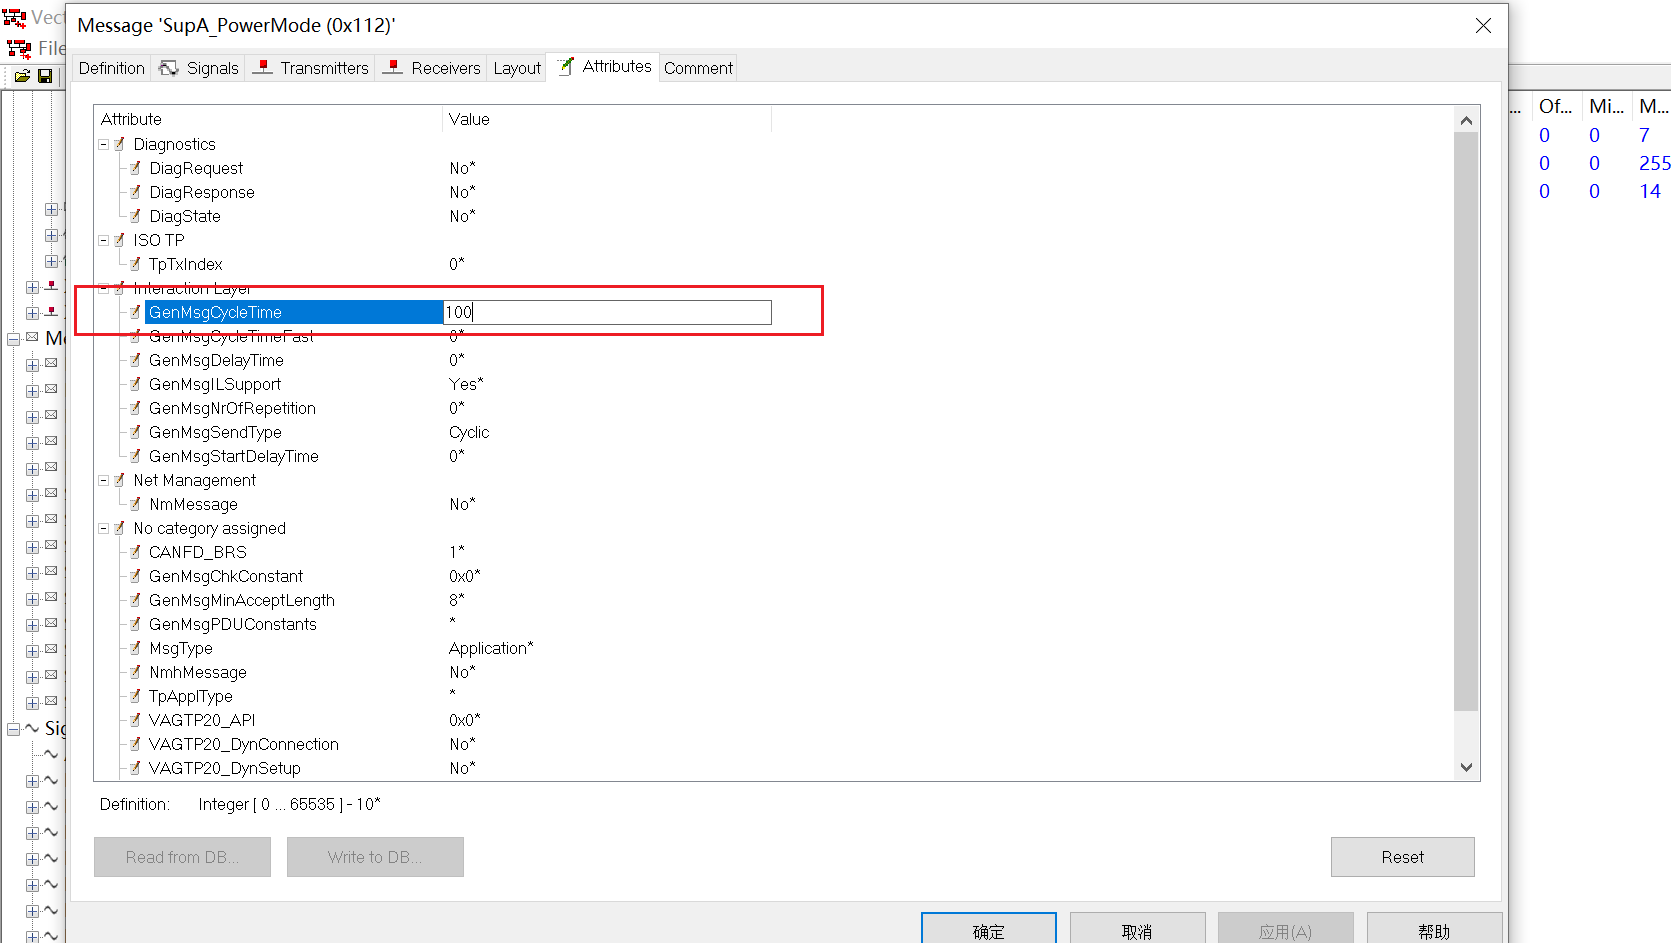 Vect
Message 'SupA_PowerMode (0x112)'
File
Definition Signals Transmitters Receivers Layout Attributes Comment
Attribute Value
... Of... Mi... M...
Diagnostics
0 0 7
DiagRequest No*
0 0 255
DiagResponse No*
0 0 14
DiagState No*
ISO TP
TpTxIndex 0*
Interaction Layer
GenMsgCycleTime 100
GenMsgCycleTimeFast 0*
Me
GenMsgDelayTime 0*
GenMsgILSupport Yes*
GenMsgNrOfRepetition 0*
GenMsgSendType Cyclic
GenMsgStartDelayTime 0*
Net Management
NmMessage No*
No category assigned
CANFD_BRS 1*
GenMsgChkConstant 0x0*
GenMsgMinAcceptLength 8*
GenMsgPDUConstants *
MsgType Application*
NmhMessage No*
TpApplType *
VAGTP20_API 0x0*
Sig
VAGTP20_DynConnection No*
VAGTP20_DynSetup No*
Definition: Integer [ 0 ... 65535 ] - 10*
Read from DB... Write to DB... Reset
确定 取消 应用(A) 帮助